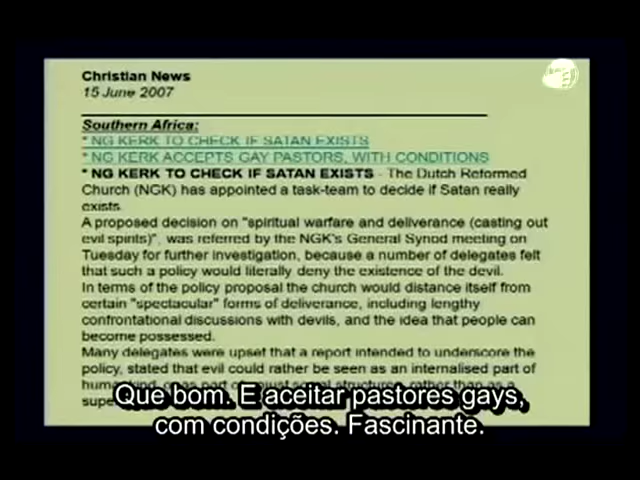 Christian News
15 June 2007
Southern Africa:
* NG KERK TO CHECK IF SATAN EXISTS
* NG KERK ACCEPTS GAY PASTORS, WITH CONDITIONS
* NG KERK TO CHECK IF SATAN EXISTS - The Dutch Reformed
Church (NGK) has appointed a task-team to decide if Satan really
exists.
A proposed decision on "spiritual warfare and deliverance (casting out
evil spirits)", was referred by the NGK's General Synod meeting on
Tuesday for further investigation, because a number of delegates felt
that such a policy would literally deny the existence of the devil.
In terms of the policy proposal the church would distance itself from
certain "spectacular" forms of deliverance, including lengthy
confrontational discussions with devils, and the idea that people can
become possessed.
Many delegates were upset that a report intended to underscore the
policy, stated that evil could rather be seen as an internalised part of
Que bom. E aceitar pastores gays,
com condições. Fascinante.